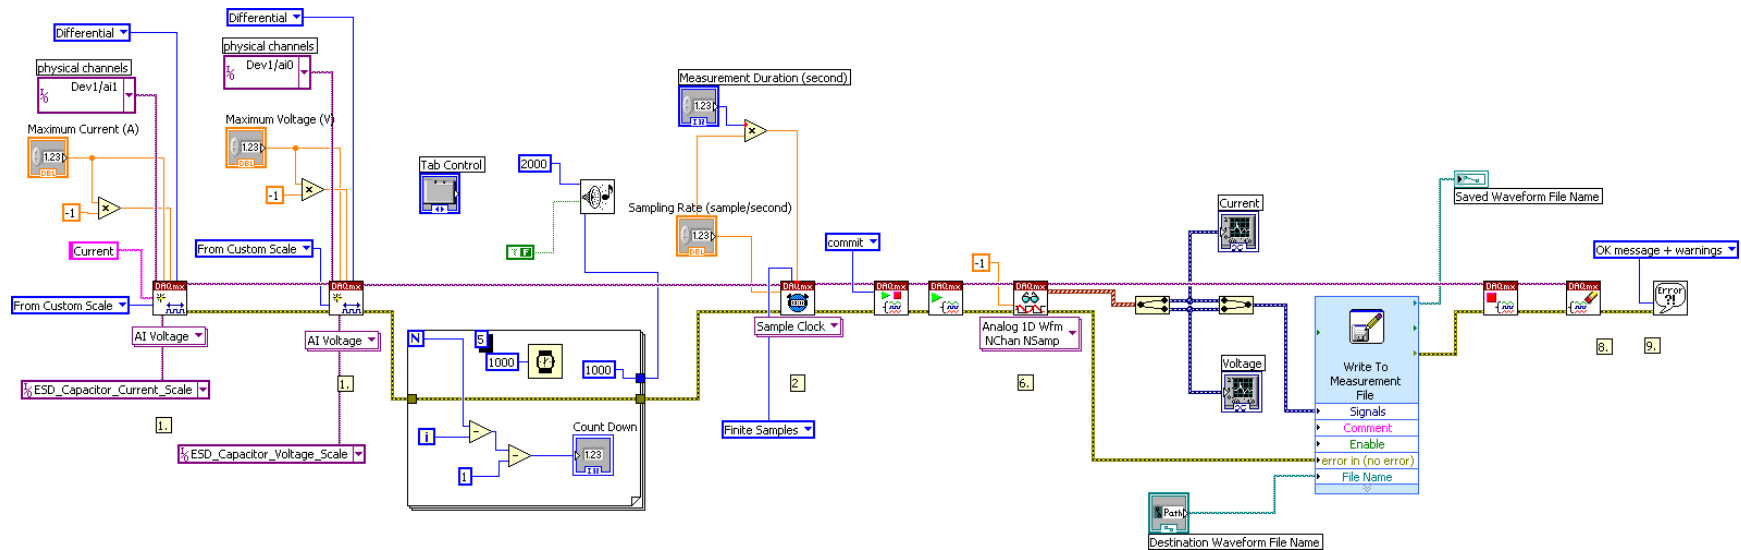 Differential
physical channels
Dev1/ai1
Maximum Current (A)
1.23
DBL
-1
Current
From Custom Scale
DAQmx
AI Voltage
ESD_Capacitor_Current_Scale
1.
Differential
physical channels
Dev1/ai0
Maximum Voltage (V)
1.23
DBL
-1
From Custom Scale
DAQmx
AI Voltage
1.
ESD_Capacitor_Voltage_Scale
Tab Control
2000
? F
N
5
1000
1000
i
1
Count Down
1.23
Measurement Duration (second)
1.23
Sampling Rate (sample/second)
1.23
DBL
DAQmx
Sample Clock
2
Finite Samples
commit
DAQmx
DAQmx
-1
DAQmx
Analog 1D Wfm
NChan NSamp
6.
Current
Voltage
Write To
Measurement
File
Signals
Comment
Enable
error in (no error)
File Name
Path
Destination Waveform File Name
Saved Waveform File Name
DAQmx
DAQmx
8.
OK message + warnings
Error
?!
9.